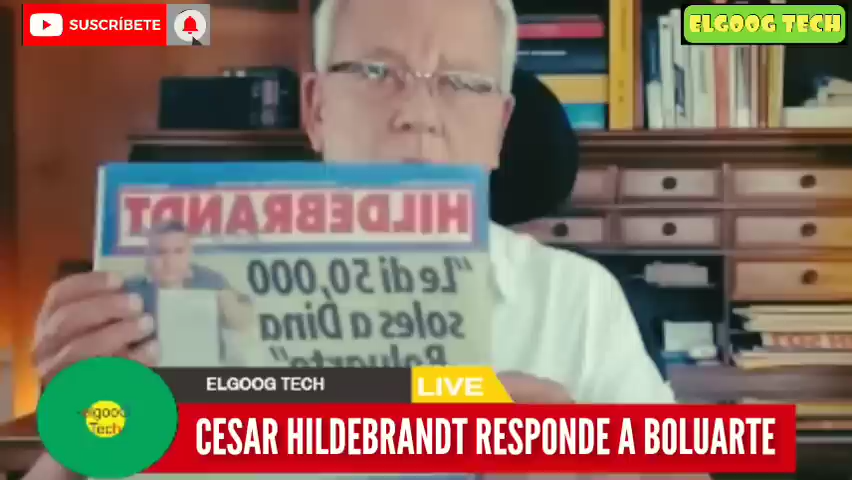 SUSCRÍBETE
ELGOOG TECH
HILDEBRANDT
"Le di 50,000
soles a Dina
Boluarte"
ELGOOG TECH
LIVE
elgoog
Tech
CESAR HILDEBRANDT RESPONDE A BOLUARTE